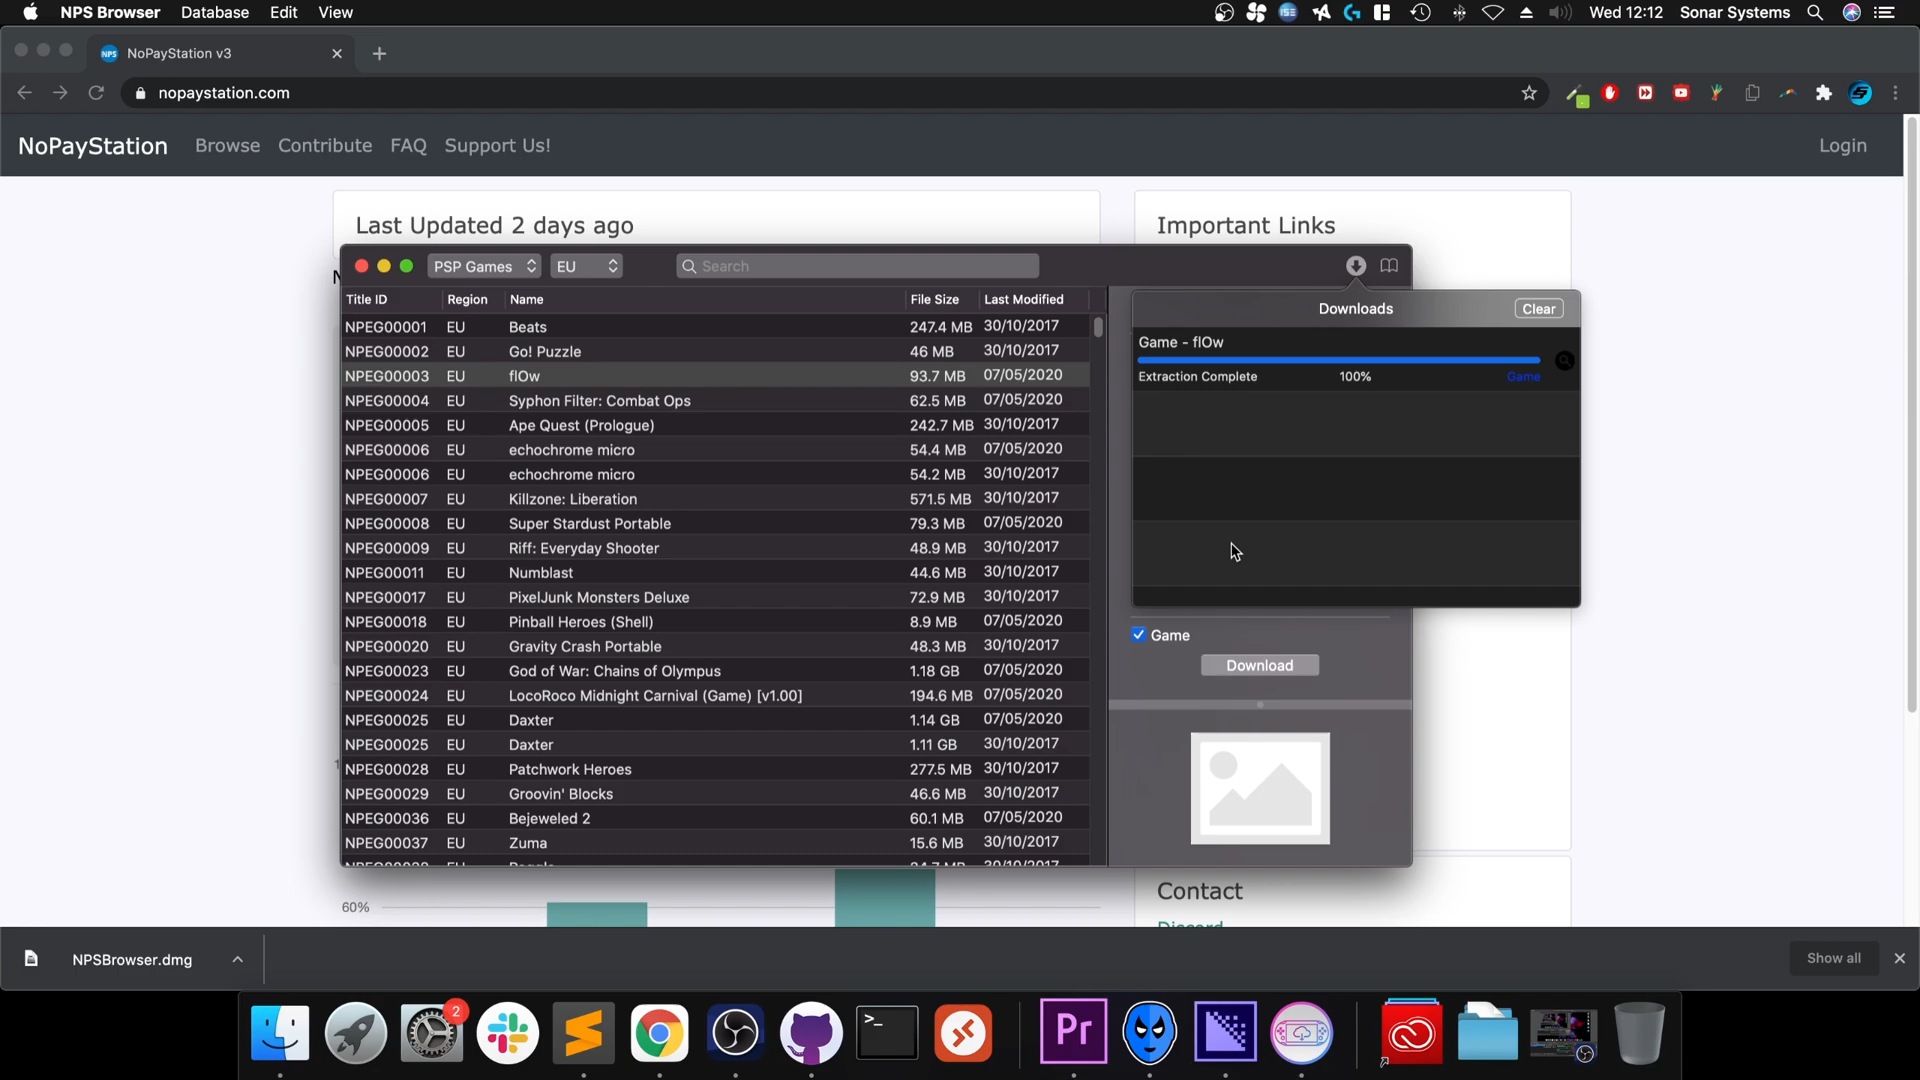 NPS Browser Database Edit View
ISE Wed 12:12 Sonar Systems
NPS NoPayStation v3
nopaystation.com
NoPayStation Browse Contribute FAQ Support Us! Login
Last Updated 2 days ago
Important Links
PSP Games EU Search
Title ID Region Name File Size Last Modified
NPEG00001 EU Beats 247.4 MB 30/10/2017
NPEG00002 EU Go! Puzzle 46 MB 30/10/2017
NPEG00003 EU flOw 93.7 MB 07/05/2020
NPEG00004 EU Syphon Filter: Combat Ops 62.5 MB 07/05/2020
NPEG00005 EU Ape Quest (Prologue) 242.7 MB 30/10/2017
NPEG00006 EU echochrome micro 54.4 MB 07/05/2020
NPEG00006 EU echochrome micro 54.2 MB 30/10/2017
NPEG00007 EU Killzone: Liberation 571.5 MB 30/10/2017
NPEG00008 EU Super Stardust Portable 79.3 MB 07/05/2020
NPEG00009 EU Riff: Everyday Shooter 48.9 MB 30/10/2017
NPEG00011 EU Numblast 44.6 MB 30/10/2017
NPEG00017 EU PixelJunk Monsters Deluxe 72.9 MB 30/10/2017
NPEG00018 EU Pinball Heroes (Shell) 8.9 MB 07/05/2020
NPEG00020 EU Gravity Crash Portable 48.3 MB 30/10/2017
NPEG00023 EU God of War: Chains of Olympus 1.18 GB 07/05/2020
NPEG00024 EU LocoRoco Midnight Carnival (Game) [v1.00] 194.6 MB 07/05/2020
NPEG00025 EU Daxter 1.14 GB 07/05/2020
NPEG00025 EU Daxter 1.11 GB 30/10/2017
NPEG00028 EU Patchwork Heroes 277.5 MB 30/10/2017
NPEG00029 EU Groovin' Blocks 46.6 MB 30/10/2017
NPEG00036 EU Bejeweled 2 60.1 MB 07/05/2020
NPEG00037 EU Zuma 15.6 MB 30/10/2017
Downloads Clear
Game - flOw
Extraction Complete 100% Game
Game
Download
60%
Contact
Discord
NPSBrowser.dmg Show all
2
Pr